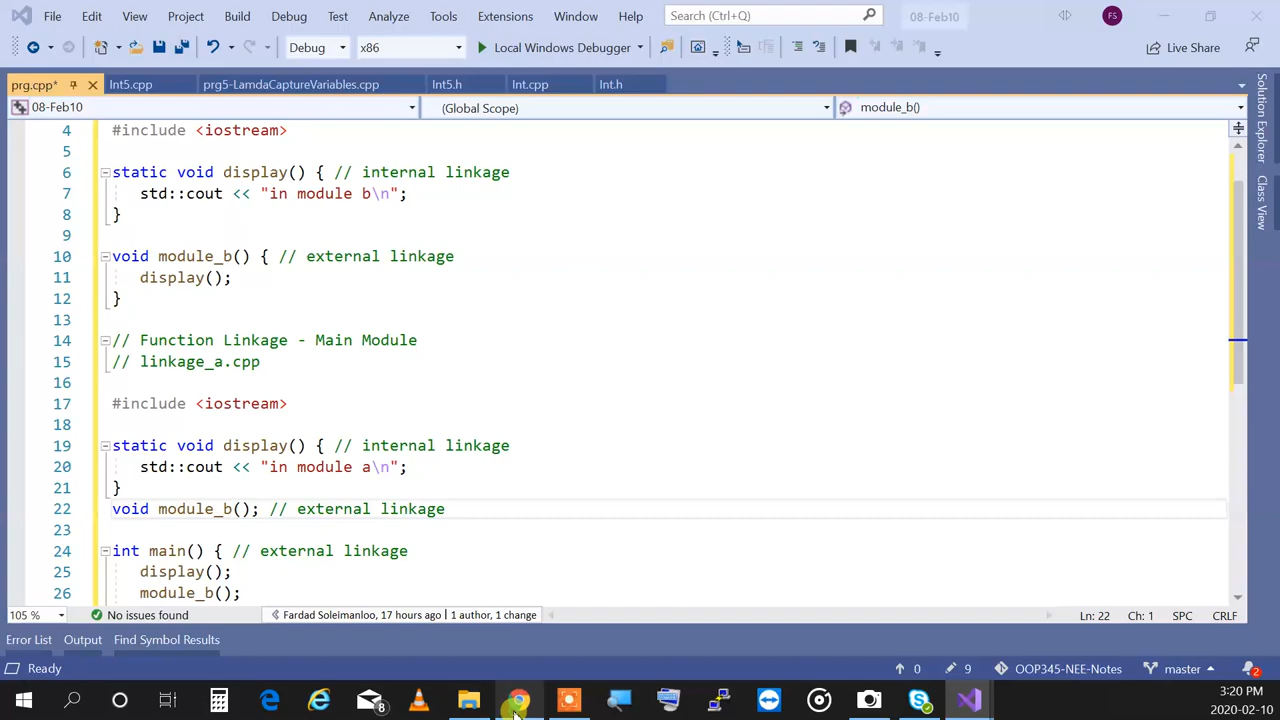 File Edit View Project Build Debug Test Analyze Tools Extensions Window Help Search (Ctrl+Q) 08-Feb10 FS
Debug x86 Local Windows Debugger Live Share
prg.cpp* Int5.cpp prg5-LamdaCaptureVariables.cpp Int5.h Int.cpp Int.h
08-Feb10 (Global Scope) module_b()
4 #include <iostream>
5
6 static void display() { // internal linkage
7 std::cout << "in module b\n";
8 }
9
10 void module_b() { // external linkage
11 display();
12 }
13
14 // Function Linkage - Main Module
15 // linkage_a.cpp
16
17 #include <iostream>
18
19 static void display() { // internal linkage
20 std::cout << "in module a\n";
21 }
22 void module_b(); // external linkage
23
24 int main() { // external linkage
25 display();
26 module_b();
Solution Explorer
Class View
105 % No issues found Fardad Soleimanloo, 17 hours ago | 1 author, 1 change Ln: 22 Ch: 1 SPC CRLF
Error List Output Find Symbol Results
Ready 0 9 OOP345-NEE-Notes master 2
8
3:20 PM
2020-02-10